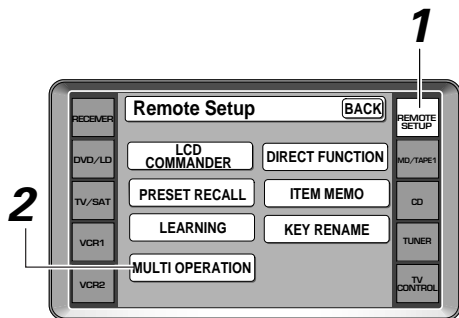 1
Remote Setup
BACK
RECEIVER
DVD/LD
TV/SAT
VCR1
VCR2
LCD
COMMANDER
DIRECT FUNCTION
PRESET RECALL
ITEM MEMO
LEARNING
KEY RENAME
MULTI OPERATION
REMOTE
SETUP
MD/TAPE1
CD
TUNER
TV
CONTROL
2